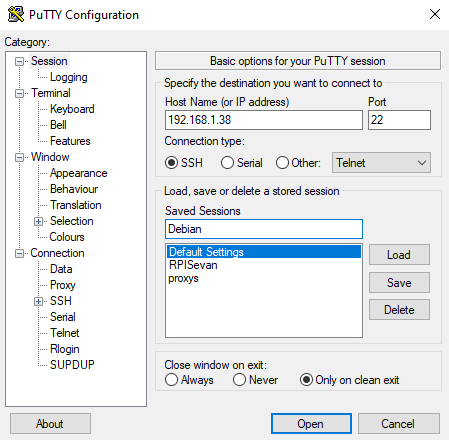 PuTTY Configuration
Category:
Session
Logging
Terminal
Keyboard
Bell
Features
Window
Appearance
Behaviour
Translation
Selection
Colours
Connection
Data
Proxy
SSH
Serial
Telnet
Rlogin
SUPDUP
Basic options for your PuTTY session
Specify the destination you want to connect to
Host Name (or IP address) Port
192.168.1.38 22
Connection type:
SSH Serial Other: Telnet
Load, save or delete a stored session
Saved Sessions
Debian
Default Settings
RPISevan
proxys
Load
Save
Delete
Close window on exit:
Always Never Only on clean exit
About Open Cancel